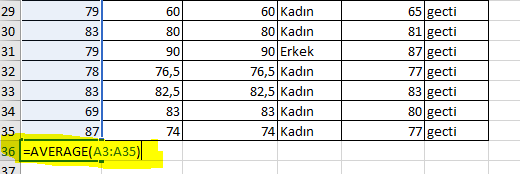 29 79 60 60 Kadın 65 gecti
30 83 80 80 Kadın 81 gecti
31 79 90 90 Erkek 87 gecti
32 78 76,5 76,5 Kadın 77 gecti
33 83 82,5 82,5 Kadın 83 gecti
34 69 83 83 Kadın 80 gecti
35 87 74 74 Kadın 77 gecti
36 =AVERAGE(A3:A35)
37